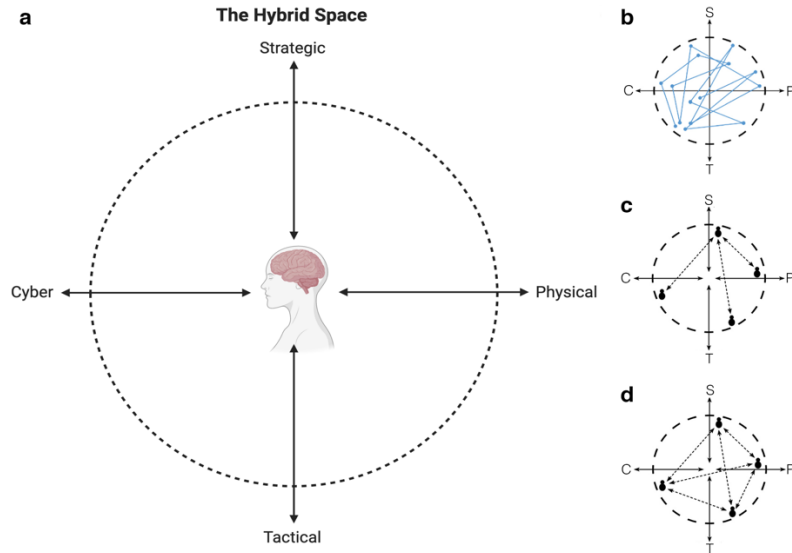 a
The Hybrid Space
Strategic
Cyber
Physical
Tactical
b
S
C
P
T
c
S
C
P
T
d
S
C
P
T